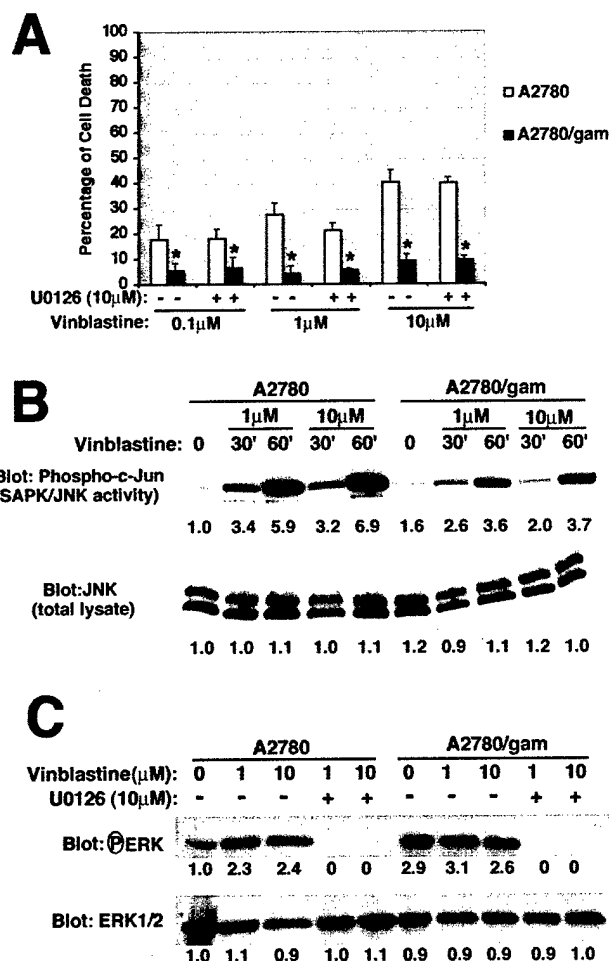 A
Percentage of Cell Death
100
90
80
70
60
50
40
30
20
10
0
A2780
A2780/gam
* * * * * *
U0126 (10µM): - - + + - - + + - - + +
Vinblastine: 0.1µM 1µM 10µM
B
A2780 A2780/gam
1µM 10µM 1µM 10µM
Vinblastine: 0 30' 60' 30' 60' 0 30' 60' 30' 60'
Blot: Phospho-c-Jun
SAPK/JNK activity)
1.0 3.4 5.9 3.2 6.9 1.6 2.6 3.6 2.0 3.7
Blot:JNK
(total lysate)
1.0 1.0 1.1 1.0 1.1 1.2 0.9 1.1 1.2 1.0
C
A2780 A2780/gam
Vinblastine(µM): 0 1 10 1 10 0 1 10 1 10
U0126 (10µM): - - - + + - - - + +
Blot: ⓅERK
1.0 2.3 2.4 0 0 2.9 3.1 2.6 0 0
Blot: ERK1/2
1.0 1.1 0.9 1.0 1.1 0.9 0.9 0.9 0.9 1.0